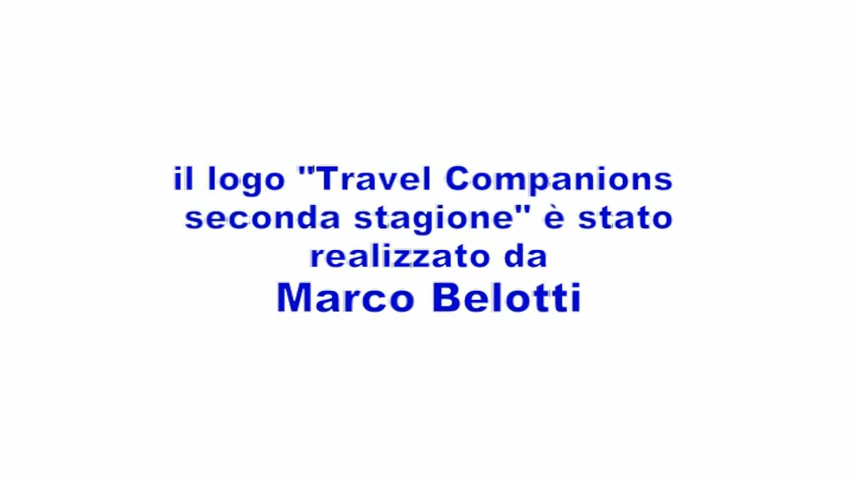 il logo "Travel Companions
seconda stagione" è stato
realizzato da
Marco Belotti